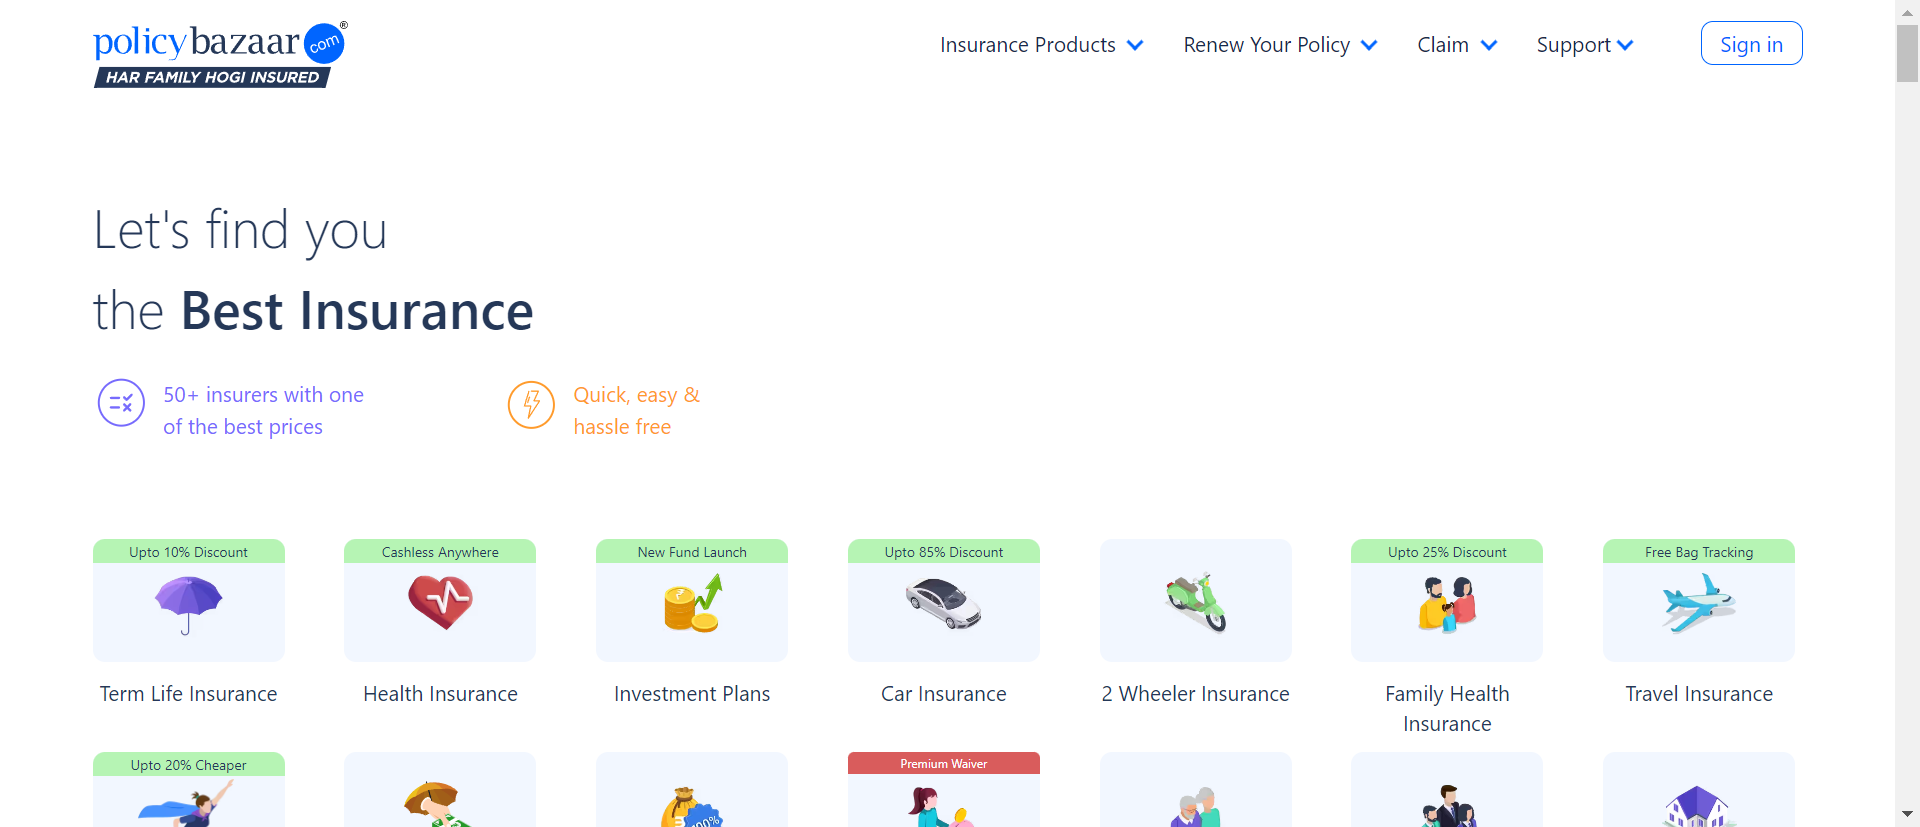 policybazaar com ®
HAR FAMILY HOGI INSURED
Insurance Products
Renew Your Policy
Claim
Support
Sign in
Let's find you
the Best Insurance
50+ insurers with one
of the best prices
Quick, easy &
hassle free
Upto 10% Discount
Term Life Insurance
Cashless Anywhere
Health Insurance
New Fund Launch
Investment Plans
Upto 85% Discount
Car Insurance
2 Wheeler Insurance
Upto 25% Discount
Family Health
Insurance
Free Bag Tracking
Travel Insurance
Upto 20% Cheaper
100%
Premium Waiver